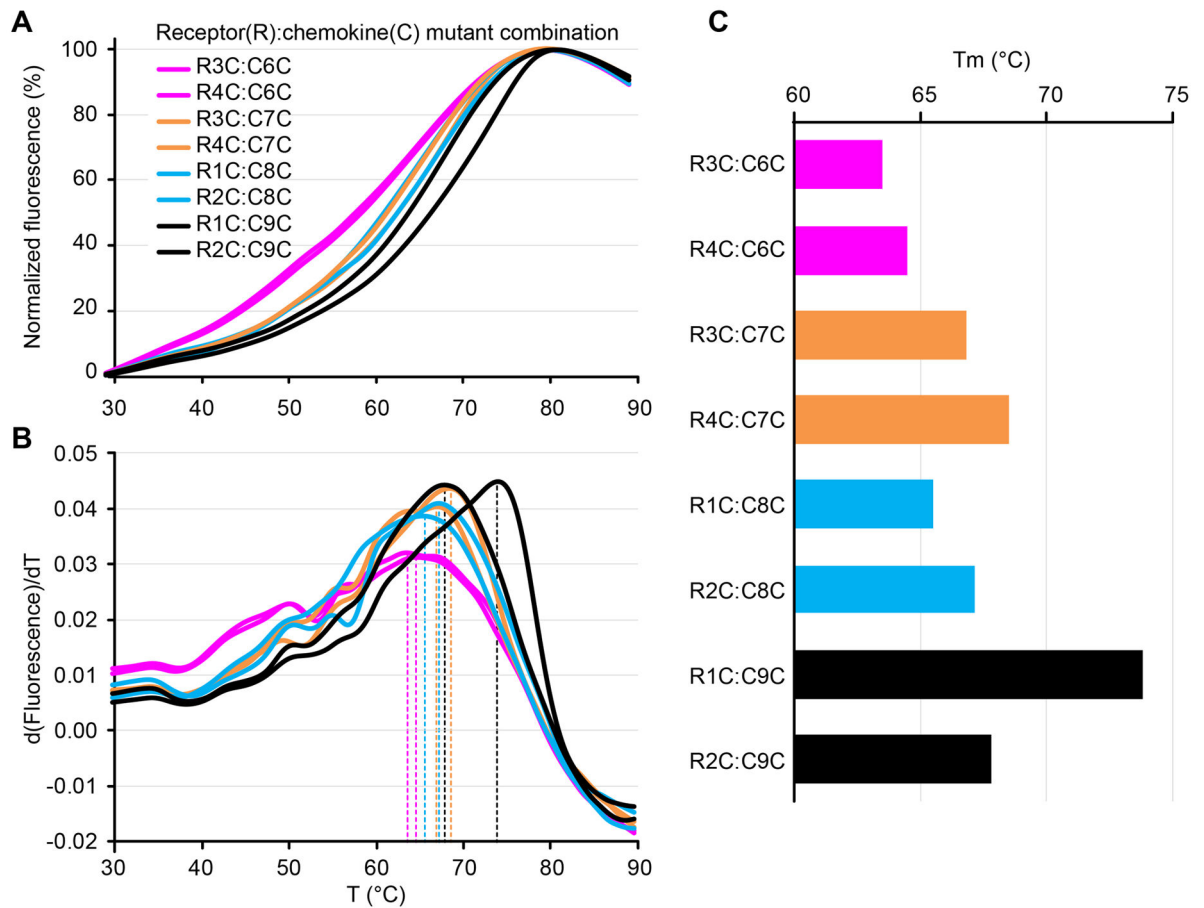 A
Receptor(R):chemokine(C) mutant combination
R3C:C6C
R4C:C6C
R3C:C7C
R4C:C7C
R1C:C8C
R2C:C8C
R1C:C9C
R2C:C9C
Normalized fluorescence (%)
100
80
60
40
20
0
30 40 50 60 70 80 90
B
d(Fluorescence)/dT
0.05
0.04
0.03
0.02
0.01
0.00
-0.01
-0.02
30 40 50 60 70 80 90
T (°C)
C
Tm (°C)
60 65 70 75
R3C:C6C
R4C:C6C
R3C:C7C
R4C:C7C
R1C:C8C
R2C:C8C
R1C:C9C
R2C:C9C